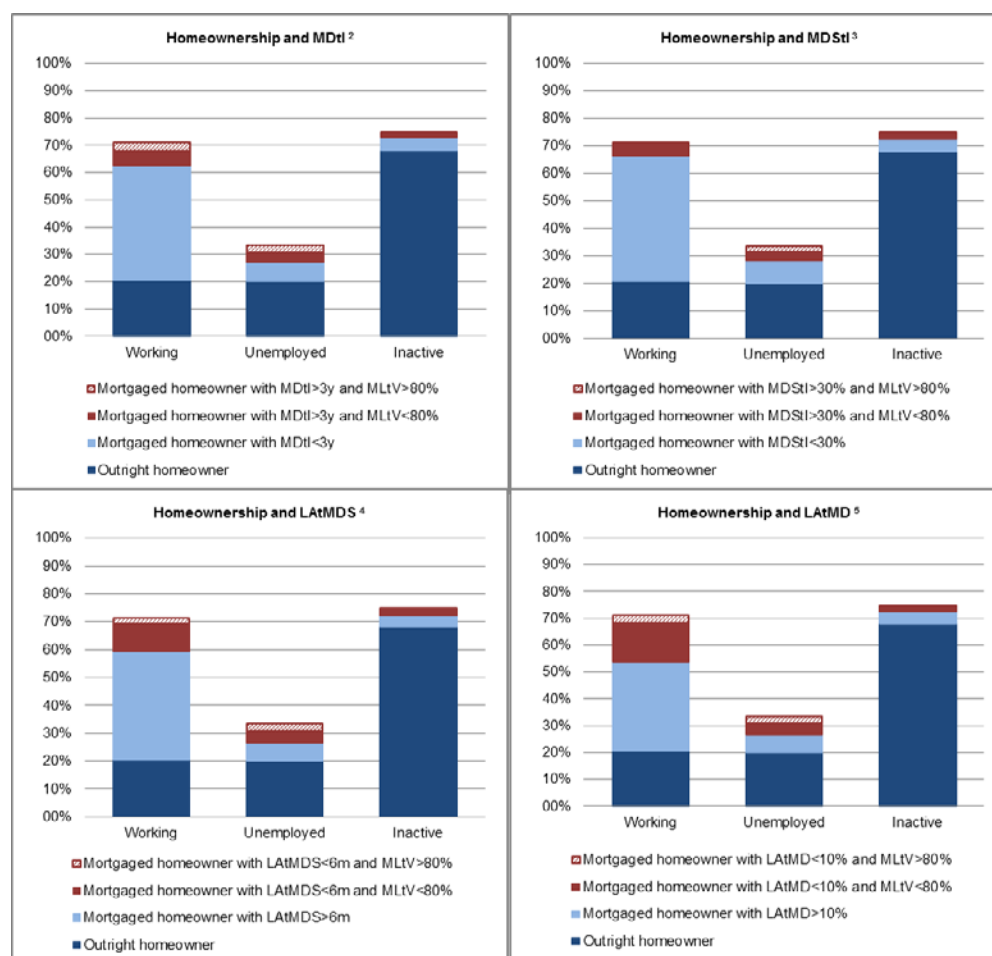 Homeownership and MDtI ²
100%
90%
80%
70%
60%
50%
40%
30%
20%
10%
00%
Working Unemployed Inactive
Mortgaged homeowner with MDtI>3y and MLtV>80%
Mortgaged homeowner with MDtI>3y and MLtV<80%
Mortgaged homeowner with MDtI<3y
Outright homeowner
Homeownership and MDStI ³
100%
90%
80%
70%
60%
50%
40%
30%
20%
10%
00%
Working Unemployed Inactive
Mortgaged homeowner with MDStI>30% and MLtV>80%
Mortgaged homeowner with MDStI>30% and MLtV<80%
Mortgaged homeowner with MDStI<30%
Outright homeowner
Homeownership and LAtMDS ⁴
100%
90%
80%
70%
60%
50%
40%
30%
20%
10%
00%
Working Unemployed Inactive
Mortgaged homeowner with LAtMDS<6m and MLtV>80%
Mortgaged homeowner with LAtMDS<6m and MLtV<80%
Mortgaged homeowner with LAtMDS>6m
Outright homeowner
Homeownership and LAtMD ⁵
100%
90%
80%
70%
60%
50%
40%
30%
20%
10%
00%
Working Unemployed Inactive
Mortgaged homeowner with LAtMD<10% and MLtV>80%
Mortgaged homeowner with LAtMD<10% and MLtV<80%
Mortgaged homeowner with LAtMD>10%
Outright homeowner